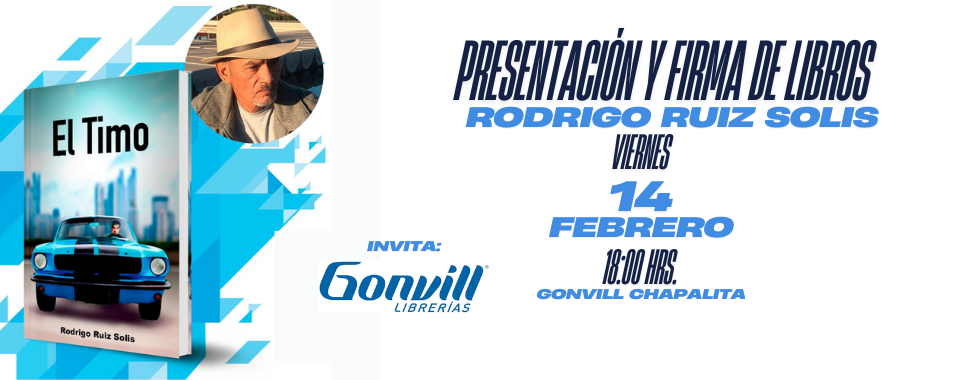 El Timo
Rodrigo Ruiz Solis
INVITA:
Gonvill
LIBRERÍAS
PRESENTACIÓN Y FIRMA DE LIBROS
RODRIGO RUIZ SOLIS
VIERNES
14
FEBRERO
18:00 HRS.
GONVILL CHAPALITA